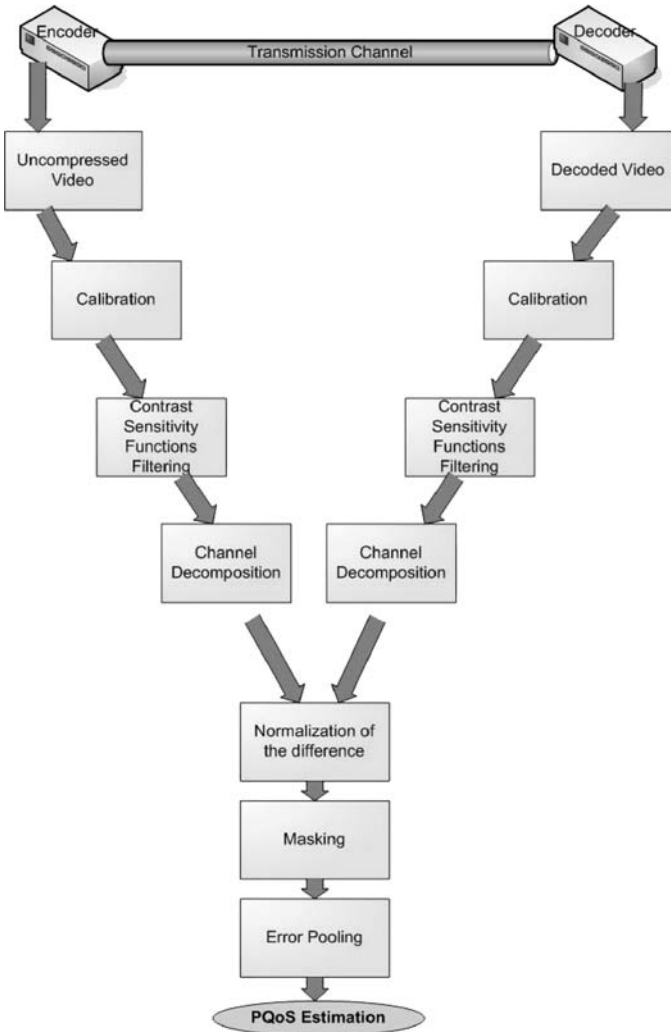 Encoder
Transmission Channel
Decoder
Uncompressed
Video
Decoded Video
Calibration
Calibration
Contrast
Sensitivity
Functions
Filtering
Contrast
Sensitivity
Functions
Filtering
Channel
Decomposition
Channel
Decomposition
Normalization of
the difference
Masking
Error Pooling
PQoS Estimation